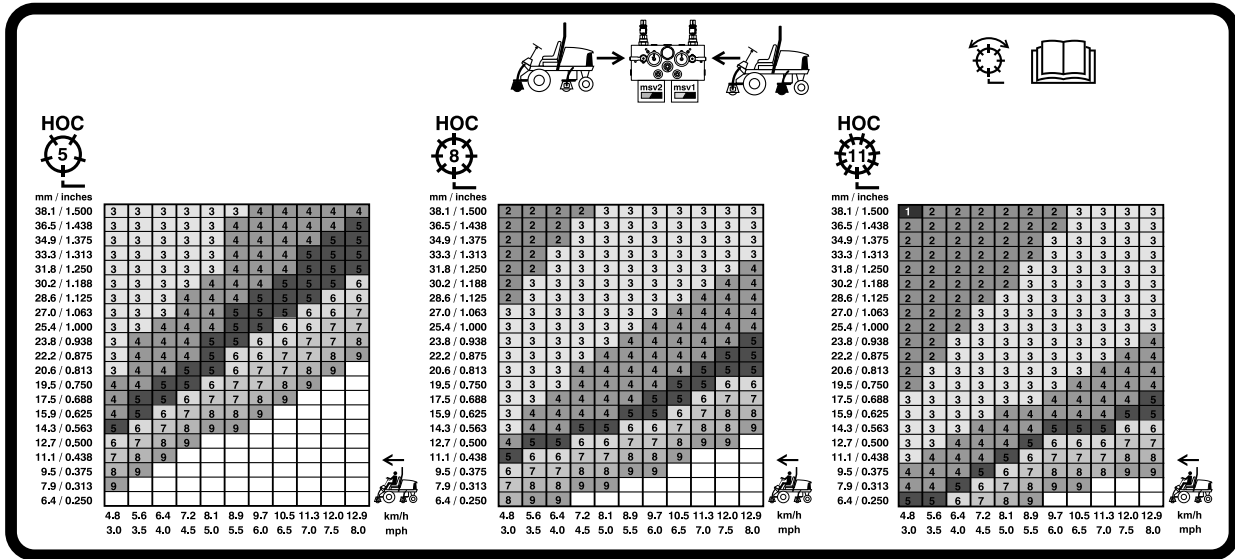 msv2 msv1
HOC
5
mm / inches
38.1 / 1.500 3 3 3 3 3 3 4 4 4 4 4
36.5 / 1.438 3 3 3 3 3 4 4 4 4 4 5
34.9 / 1.375 3 3 3 3 3 4 4 4 4 5 5
33.3 / 1.313 3 3 3 3 3 4 4 4 5 5 5
31.8 / 1.250 3 3 3 3 3 4 4 4 5 5 5
30.2 / 1.188 3 3 3 3 4 4 4 5 5 5 6
28.6 / 1.125 3 3 3 4 4 4 5 5 5 6 6
27.0 / 1.063 3 3 3 4 4 5 5 5 6 6 7
25.4 / 1.000 3 3 4 4 4 5 5 6 6 7 7
23.8 / 0.938 3 4 4 4 5 5 6 6 7 7 8
22.2 / 0.875 3 4 4 4 5 6 6 7 7 8 9
20.6 / 0.813 3 4 4 5 5 6 7 7 8 9
19.5 / 0.750 4 4 5 5 6 7 7 8 9
17.5 / 0.688 4 5 5 6 7 7 8 9
15.9 / 0.625 4 5 6 7 8 8 9
14.3 / 0.563 5 6 7 8 9 9
12.7 / 0.500 6 7 8 9
11.1 / 0.438 7 8 9
9.5 / 0.375 8 9
7.9 / 0.313 9
6.4 / 0.250
4.8 5.6 6.4 7.2 8.1 8.9 9.7 10.5 11.3 12.0 12.9 km/h
3.0 3.5 4.0 4.5 5.0 5.5 6.0 6.5 7.0 7.5 8.0 mph
HOC
8
mm / inches
38.1 / 1.500 2 2 2 2 3 3 3 3 3 3 3
36.5 / 1.438 2 2 2 3 3 3 3 3 3 3 3
34.9 / 1.375 2 2 2 3 3 3 3 3 3 3 3
33.3 / 1.313 2 2 3 3 3 3 3 3 3 3 3
31.8 / 1.250 2 2 3 3 3 3 3 3 3 3 4
30.2 / 1.188 2 3 3 3 3 3 3 3 3 4 4
28.6 / 1.125 2 3 3 3 3 3 3 3 4 4 4
27.0 / 1.063 3 3 3 3 3 3 3 4 4 4 4
25.4 / 1.000 3 3 3 3 3 3 4 4 4 4 4
23.8 / 0.938 3 3 3 3 3 4 4 4 4 4 5
22.2 / 0.875 3 3 3 3 4 4 4 4 4 5 5
20.6 / 0.813 3 3 3 4 4 4 4 4 5 5 5
19.5 / 0.750 3 3 3 4 4 4 4 5 5 6 6
17.5 / 0.688 3 3 4 4 4 4 5 5 6 7 7
15.9 / 0.625 3 4 4 4 4 5 5 6 7 8 8
14.3 / 0.563 3 4 4 5 5 6 6 7 7 8 8
12.7 / 0.500 4 5 5 6 6 7 7 8 9 9
11.1 / 0.438 5 6 6 7 7 8 8 9
9.5 / 0.375 6 7 7 8 8 9 9
7.9 / 0.313 7 8 8 9 9
6.4 / 0.250 8 9 9
4.8 5.6 6.4 7.2 8.1 8.9 9.7 10.5 11.3 12.0 12.9 km/h
3.0 3.5 4.0 4.5 5.0 5.5 6.0 6.5 7.0 7.5 8.0 mph
HOC
11
mm / inches
38.1 / 1.500 1 2 2 2 2 2 2 3 3 3 3
36.5 / 1.438 2 2 2 2 2 2 2 3 3 3 3
34.9 / 1.375 2 2 2 2 2 2 3 3 3 3 3
33.3 / 1.313 2 2 2 2 2 2 3 3 3 3 3
31.8 / 1.250 2 2 2 2 2 3 3 3 3 3 3
30.2 / 1.188 2 2 2 2 2 3 3 3 3 3 3
28.6 / 1.125 2 2 2 2 3 3 3 3 3 3 3
27.0 / 1.063 2 2 2 3 3 3 3 3 3 3 3
25.4 / 1.000 2 2 2 3 3 3 3 3 3 3 3
23.8 / 0.938 2 2 3 3 3 3 3 3 3 3 4
22.2 / 0.875 2 2 3 3 3 3 3 3 3 3 4
20.6 / 0.813 2 3 3 3 3 3 3 3 3 4 4
19.5 / 0.750 2 3 3 3 3 3 3 4 4 4 4
17.5 / 0.688 3 3 3 3 3 3 4 4 4 4 5
15.9 / 0.625 3 3 3 3 4 4 4 4 4 5 5
14.3 / 0.563 3 3 3 4 4 4 5 5 5 6 6
12.7 / 0.500 3 3 4 4 4 5 6 6 6 7 7
11.1 / 0.438 3 4 4 4 5 6 6 7 7 8 8
9.5 / 0.375 4 4 4 5 6 7 7 8 8 9 9
7.9 / 0.313 4 4 5 6 7 8 9 9
6.4 / 0.250 5 5 6 7 8 9
4.8 5.6 6.4 7.2 8.1 8.9 9.7 10.5 11.3 12.0 12.9 km/h
3.0 3.5 4.0 4.5 5.0 5.5 6.0 6.5 7.0 7.5 8.0 mph